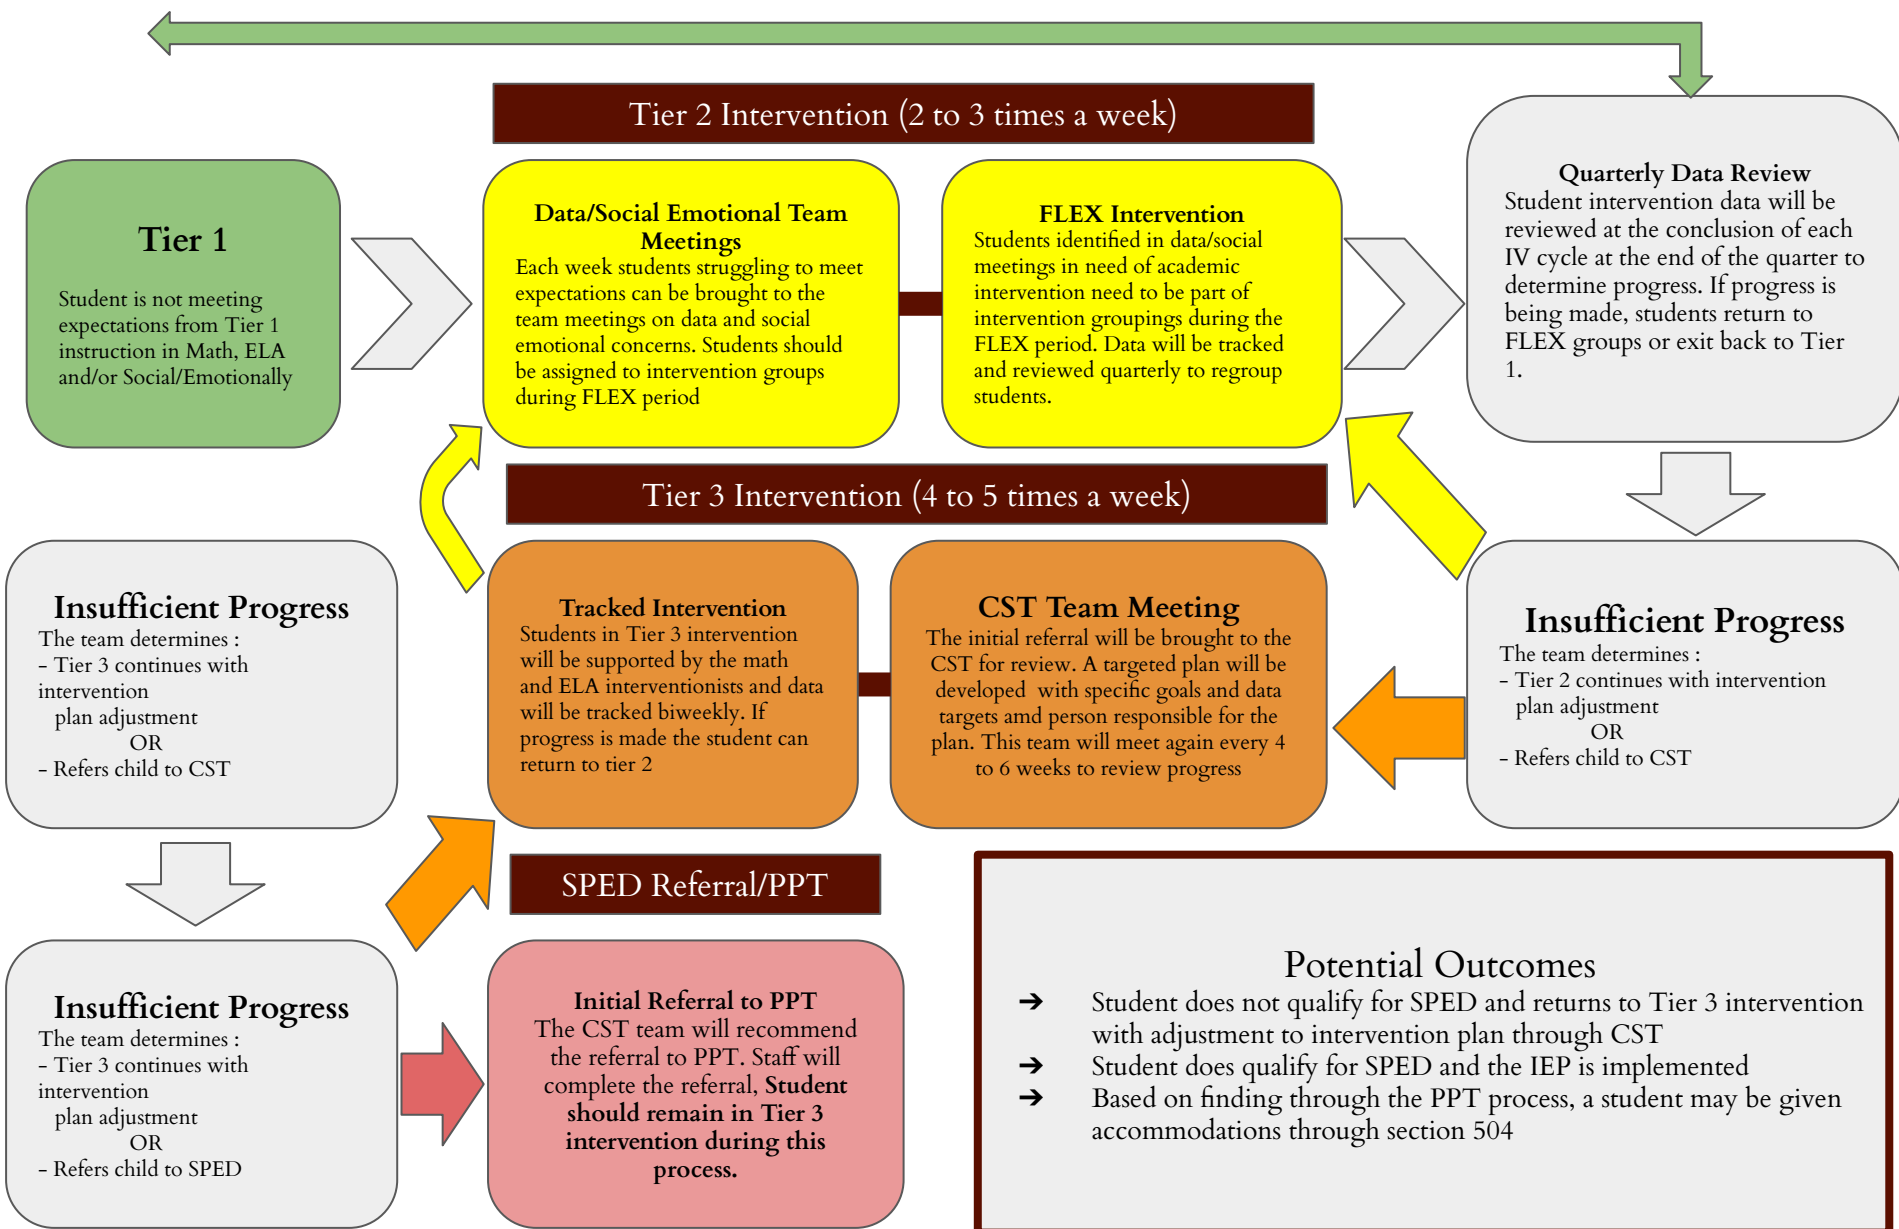 Tier 2 Intervention (2 to 3 times a week)
Tier 1
Student is not meeting
expectations from Tier 1
instruction in Math, ELA
and/or Social/Emotionally
Data/Social Emotional Team
Meetings
Each week students struggling to meet
expectations can be brought to the
team meetings on data and social
emotional concerns. Students should
be assigned to intervention groups
during FLEX period
FLEX Intervention
Students identified in data/social
meetings in need of academic
intervention need to be part of
intervention groupings during the
FLEX period. Data will be tracked
and reviewed quarterly to regroup
students.
Quarterly Data Review
Student intervention data will be
reviewed at the conclusion of each
IV cycle at the end of the quarter to
determine progress. If progress is
being made, students return to
FLEX groups or exit back to Tier
1.
Tier 3 Intervention (4 to 5 times a week)
Insufficient Progress
The team determines :
- Tier 3 continues with
intervention
plan adjustment
OR
- Refers child to CST
Tracked Intervention
Students in Tier 3 intervention
will be supported by the math
and ELA interventionists and data
will be tracked biweekly. If
progress is made the student can
return to tier 2
CST Team Meeting
The initial referral will be brought to the
CST for review. A targeted plan will be
developed with specific goals and data
targets amd person responsible for the
plan. This team will meet again every 4
to 6 weeks to review progress
Insufficient Progress
The team determines :
- Tier 2 continues with intervention
plan adjustment
OR
- Refers child to CST
SPED Referral/PPT
Insufficient Progress
The team determines :
- Tier 3 continues with
intervention
plan adjustment
OR
- Refers child to SPED
Initial Referral to PPT
The CST team will recommend
the referral to PPT. Staff will
complete the referral, Student
should remain in Tier 3
intervention during this
process.
Potential Outcomes
➔ Student does not qualify for SPED and returns to Tier 3 intervention
with adjustment to intervention plan through CST
➔ Student does qualify for SPED and the IEP is implemented
➔ Based on finding through the PPT process, a student may be given
accommodations through section 504